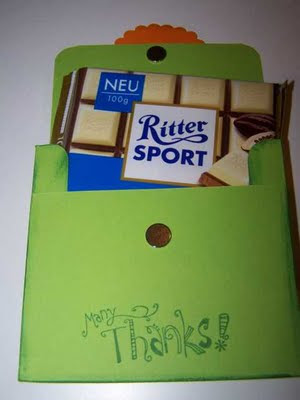 NEU
100g
Ritter
SPORT
Many
Thanks!